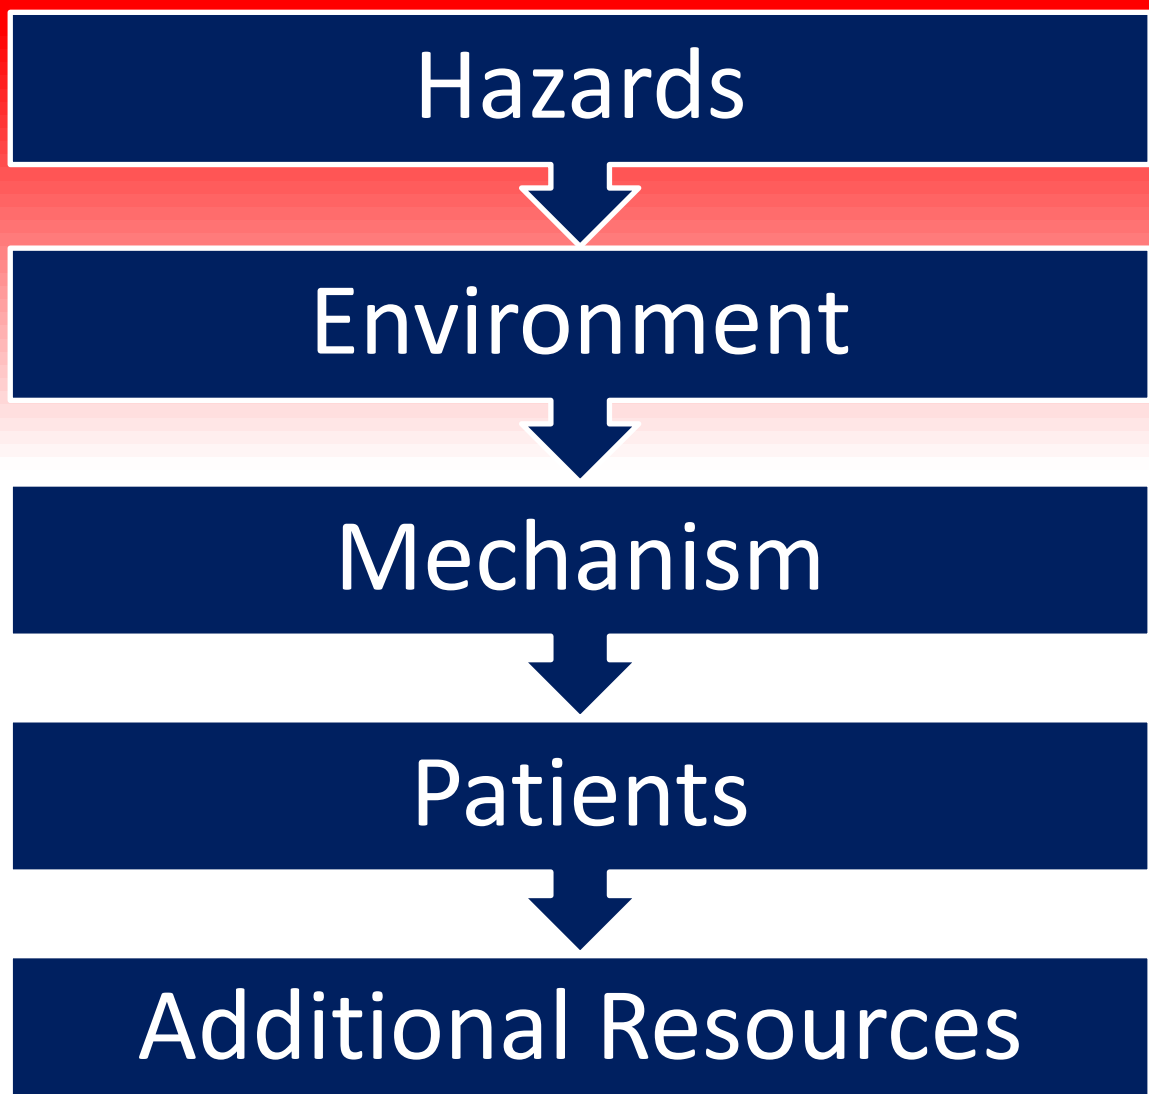 Hazards
Environment
Mechanism
Patients
Additional Resources